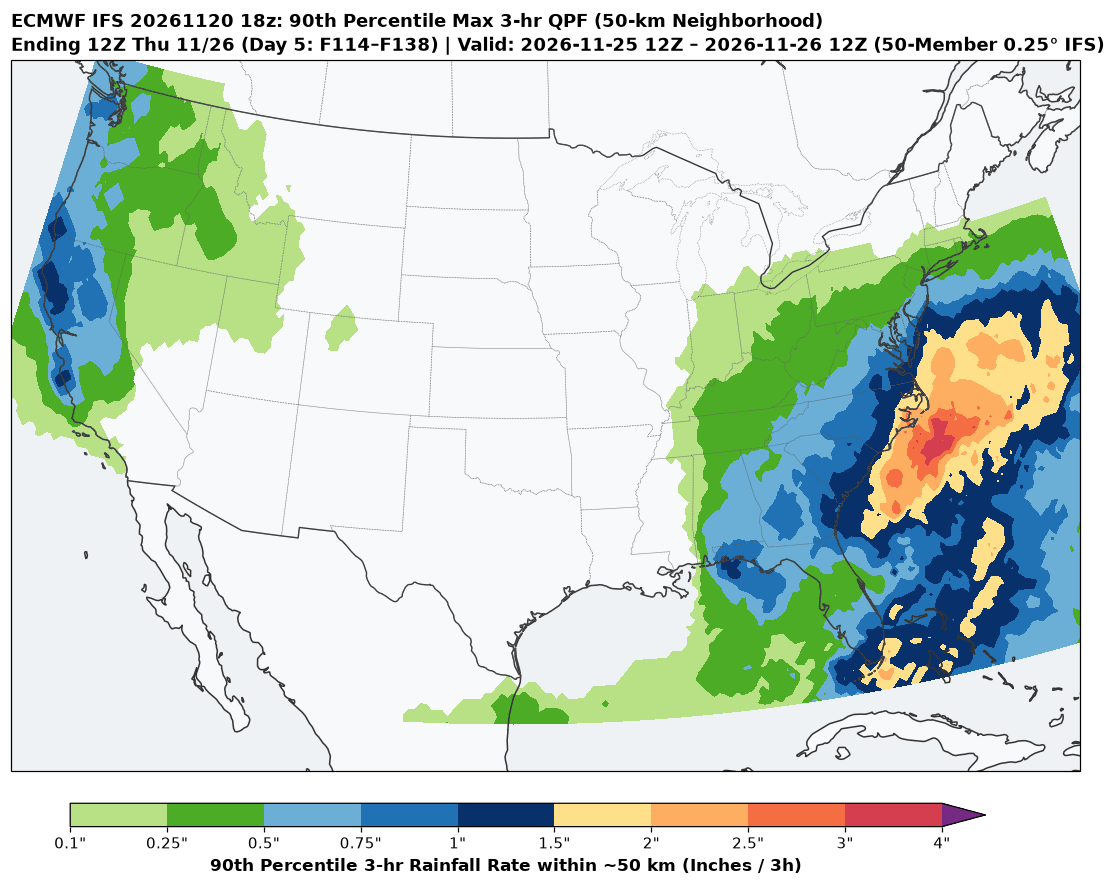 ECMWF IFS 20261120 18z: 90th Percentile Max 3-hr QPF (50-km Neighborhood)
Ending 12Z Thu 11/26 (Day 5: F114–F138) | Valid: 2026-11-25 12Z – 2026-11-26 12Z (50-Member 0.25° IFS)
0.1" 0.25" 0.5" 0.75" 1" 1.5" 2" 2.5" 3" 4"
90th Percentile 3-hr Rainfall Rate within ~50 km (Inches / 3h)